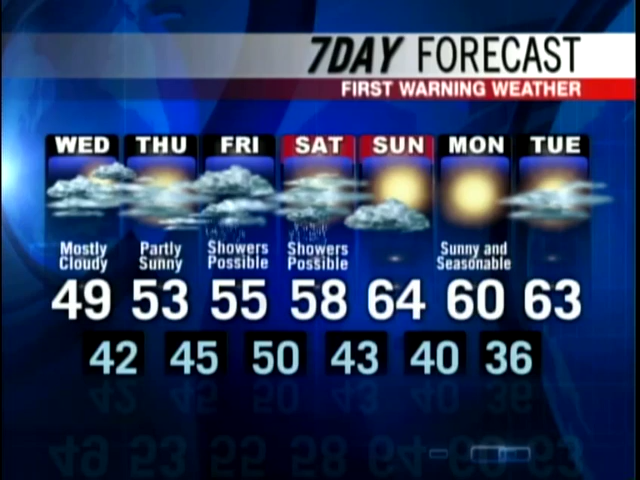 7DAY FORECAST
FIRST WARNING WEATHER
WED THU FRI SAT SUN MON TUE
Mostly Cloudy Partly Sunny Showers Possible Showers Possible Sunny and Seasonable
49 53 55 58 64 60 63
42 45 50 43 40 36